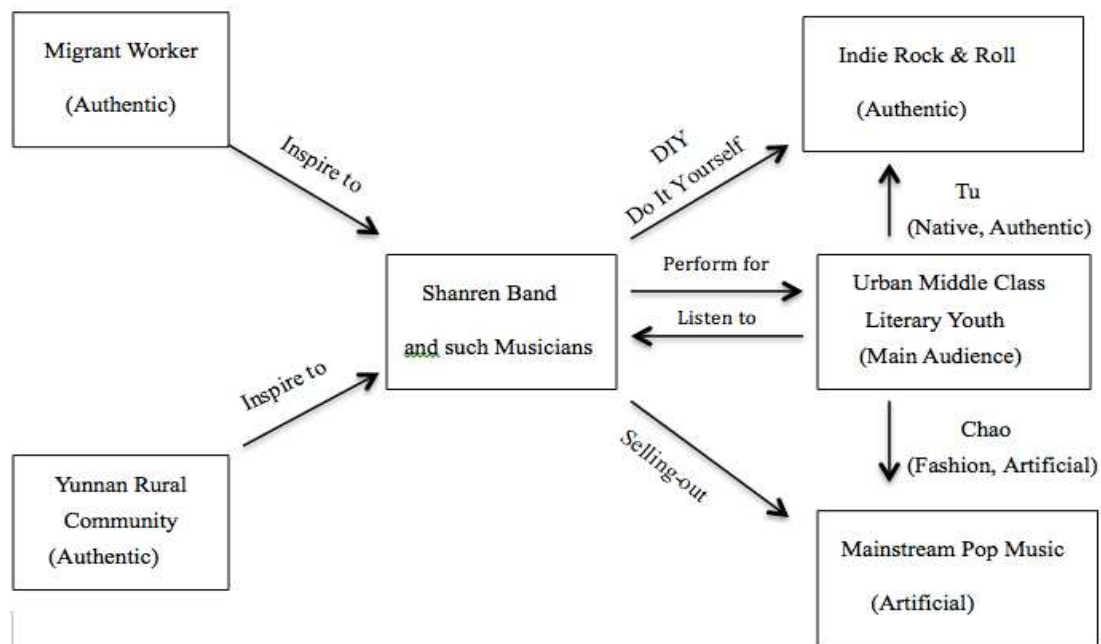 Migrant Worker
(Authentic)
Inspire to
Yunnan Rural
Community
(Authentic)
Inspire to
Shanren Band
and such Musicians
DIY
Do It Yourself
Perform for
Listen to
Selling-out
Indie Rock & Roll
(Authentic)
Tu
(Native, Authentic)
Urban Middle Class
Literary Youth
(Main Audience)
Chao
(Fashion, Artificial)
Mainstream Pop Music
(Artificial)